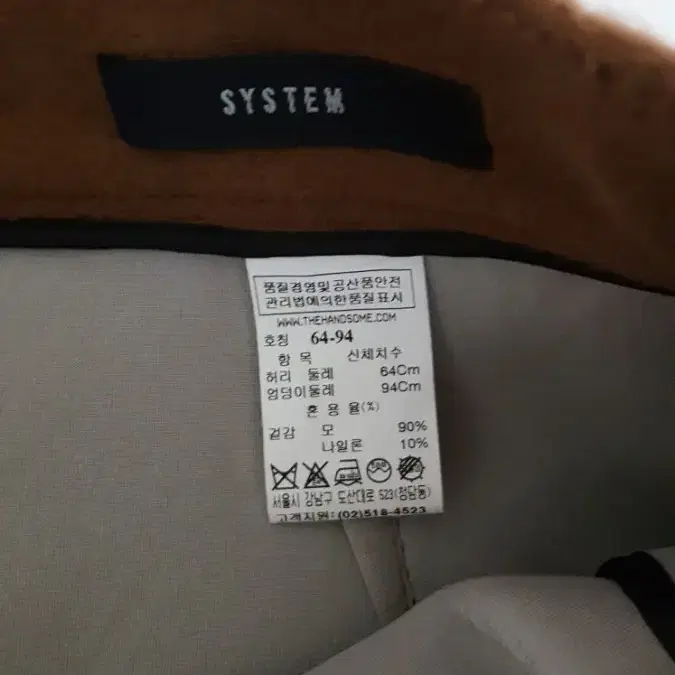 SYSTEM
품질경영및공산품안전
관리법에의한품질표시
WWW.THEHANDSOME.COM
호칭 64-94
항 목 신체치수
허리 둘레 64Cm
엉덩이둘레 94Cm
혼 용 율(%)
겉감 모 90%
나일론 10%
서울시 강남구 도산대로 523(청담동)
고객지원: (02)518-4523